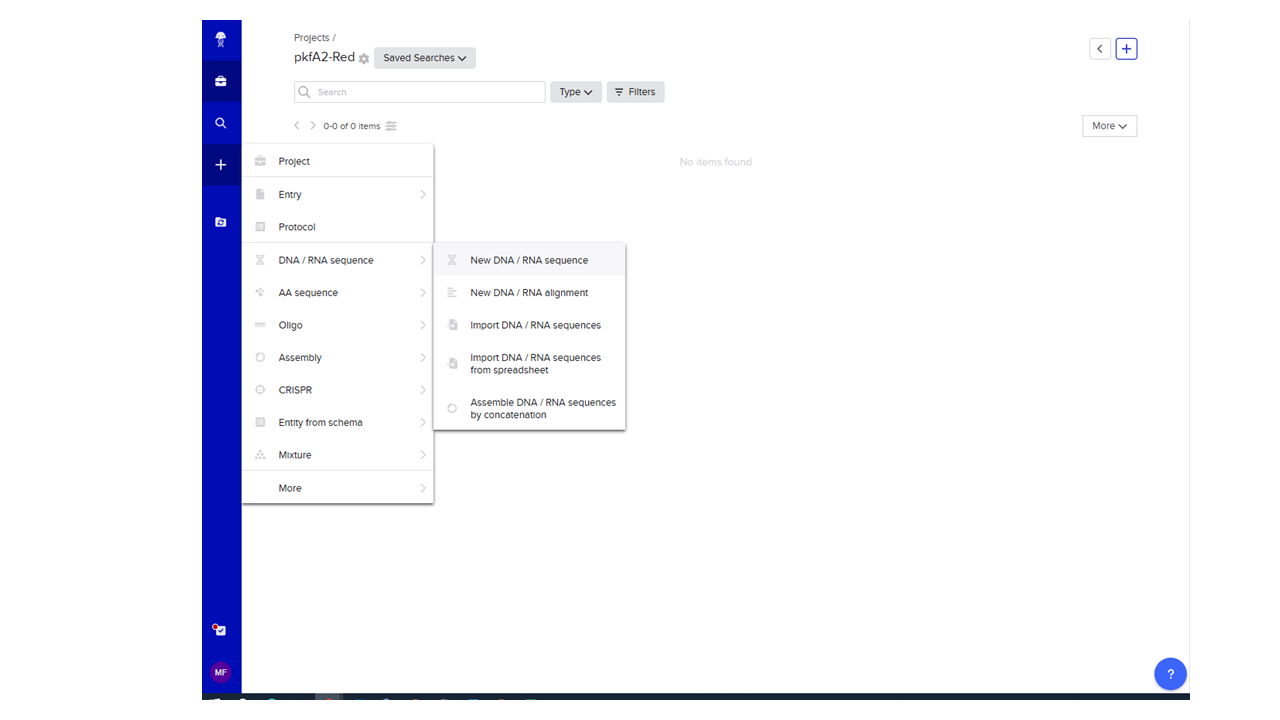 Projects /
pkfA2-Red
Saved Searches
Search
Type
Filters
0-0 of 0 items
More
No items found
Project
Entry
Protocol
DNA / RNA sequence
AA sequence
Oligo
Assembly
CRISPR
Entity from schema
Mixture
More
New DNA / RNA sequence
New DNA / RNA alignment
Import DNA / RNA sequences
Import DNA / RNA sequences
from spreadsheet
Assemble DNA / RNA sequences
by concatenation
MF
?